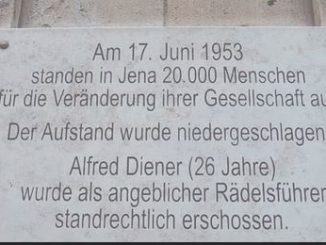 Am 17. Juni 1953
standen in Jena 20.000 Menschen
für die Veränderung ihrer Gesellschaft au
Der Aufstand wurde niedergeschlagen
Alfred Diener (26 Jahre)
wurde als angeblicher Rädelsführer
standrechtlich erschossen.